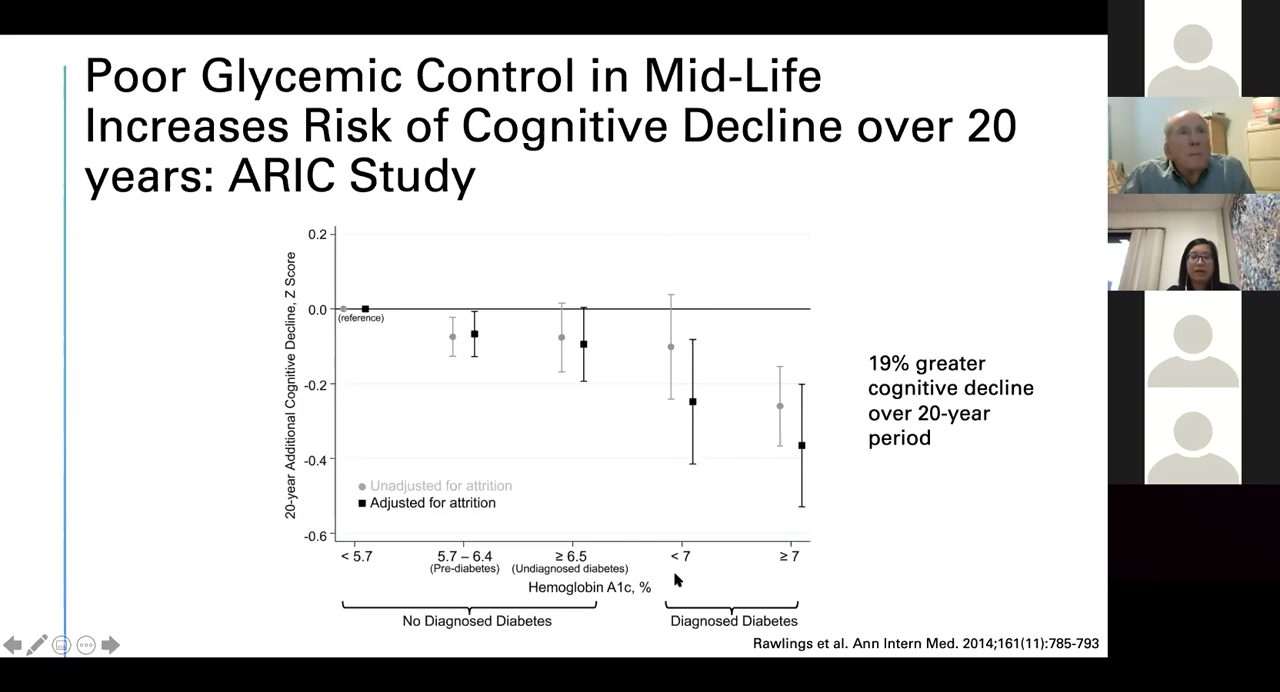 Poor Glycemic Control in Mid-Life
Increases Risk of Cognitive Decline over 20
years: ARIC Study
20-year Additional Cognitive Decline, Z Score
0.2
0.0
-0.2
-0.4
-0.6
(reference)
Unadjusted for attrition
Adjusted for attrition
< 5.7
5.7 – 6.4
(Pre-diabetes)
≥ 6.5
(Undiagnosed diabetes)
< 7
≥ 7
Hemoglobin A1c, %
No Diagnosed Diabetes
Diagnosed Diabetes
19% greater
cognitive decline
over 20-year
period
Rawlings et al. Ann Intern Med. 2014;161(11):785-793